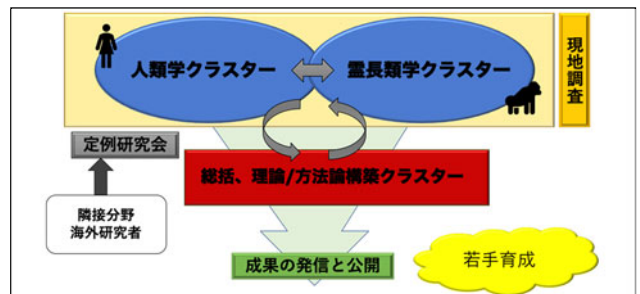 人類学クラスター
霊長類学クラスター
現地調査
定例研究会
総括、理論/方法論構築クラスター
隣接分野
海外研究者
成果の発信と公開
若手育成